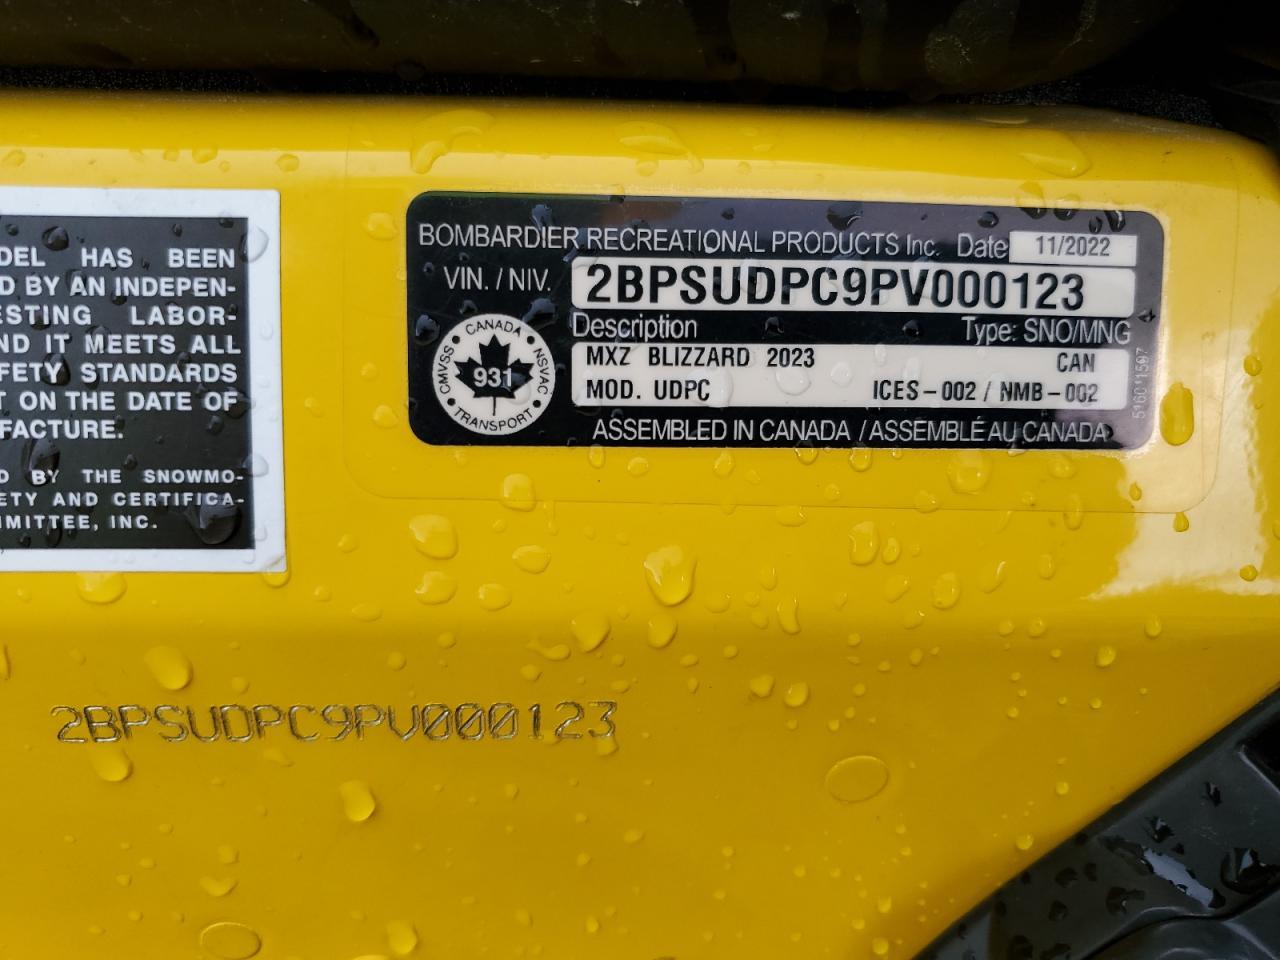 DEL HAS BEEN
D BY AN INDEPEN-
ESTING LABOR-
ND IT MEETS ALL
FETY STANDARDS
T ON THE DATE OF
FACTURE.
D BY THE SNOWMO-
ETY AND CERTIFICA-
MMITTEE, INC.
BOMBARDIER RECREATIONAL PRODUCTS Inc. Date 11/2022
VIN. / NIV. 2BPSUDPC9PV000123
Description Type: SNO/MNG
MXZ BLIZZARD 2023 CAN
MOD. UDPC ICES-002 / NMB-002
ASSEMBLED IN CANADA / ASSEMBLÉ AU CANADA
CANADA
CMVSS • NSVAC
931
TRANSPORT
2BPSUDPC9PV000123